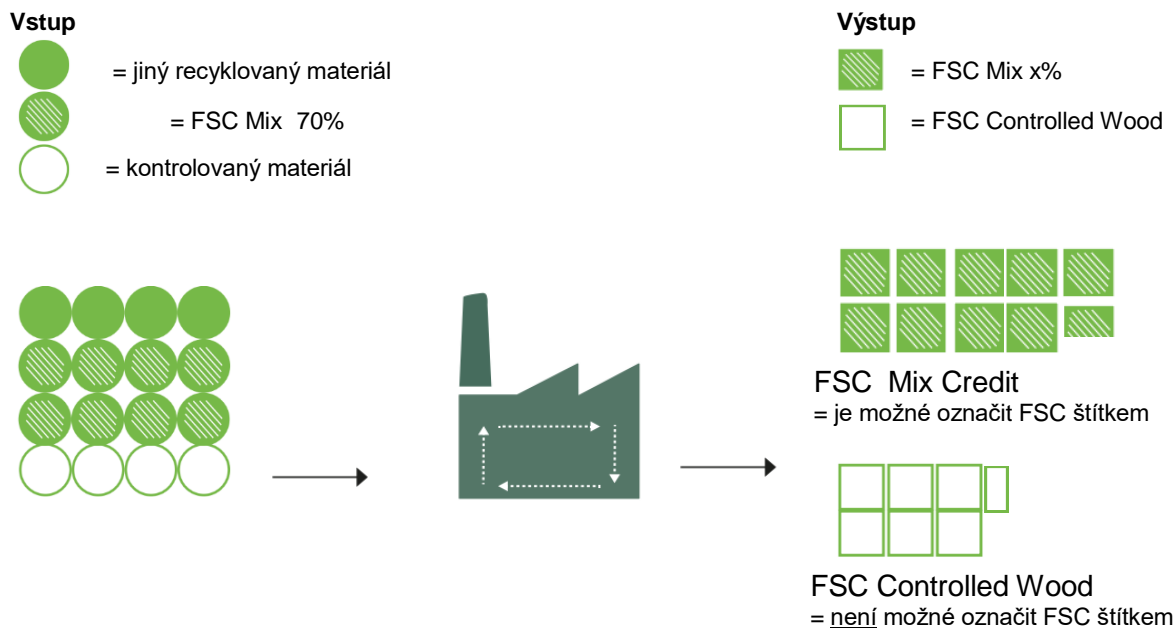 Vstup
= jiný recyklovaný materiál
= FSC Mix 70%
= kontrolovaný materiál
Výstup
= FSC Mix x%
= FSC Controlled Wood
FSC Mix Credit
= je možné označit FSC štítkem
FSC Controlled Wood
= není možné označit FSC štítkem